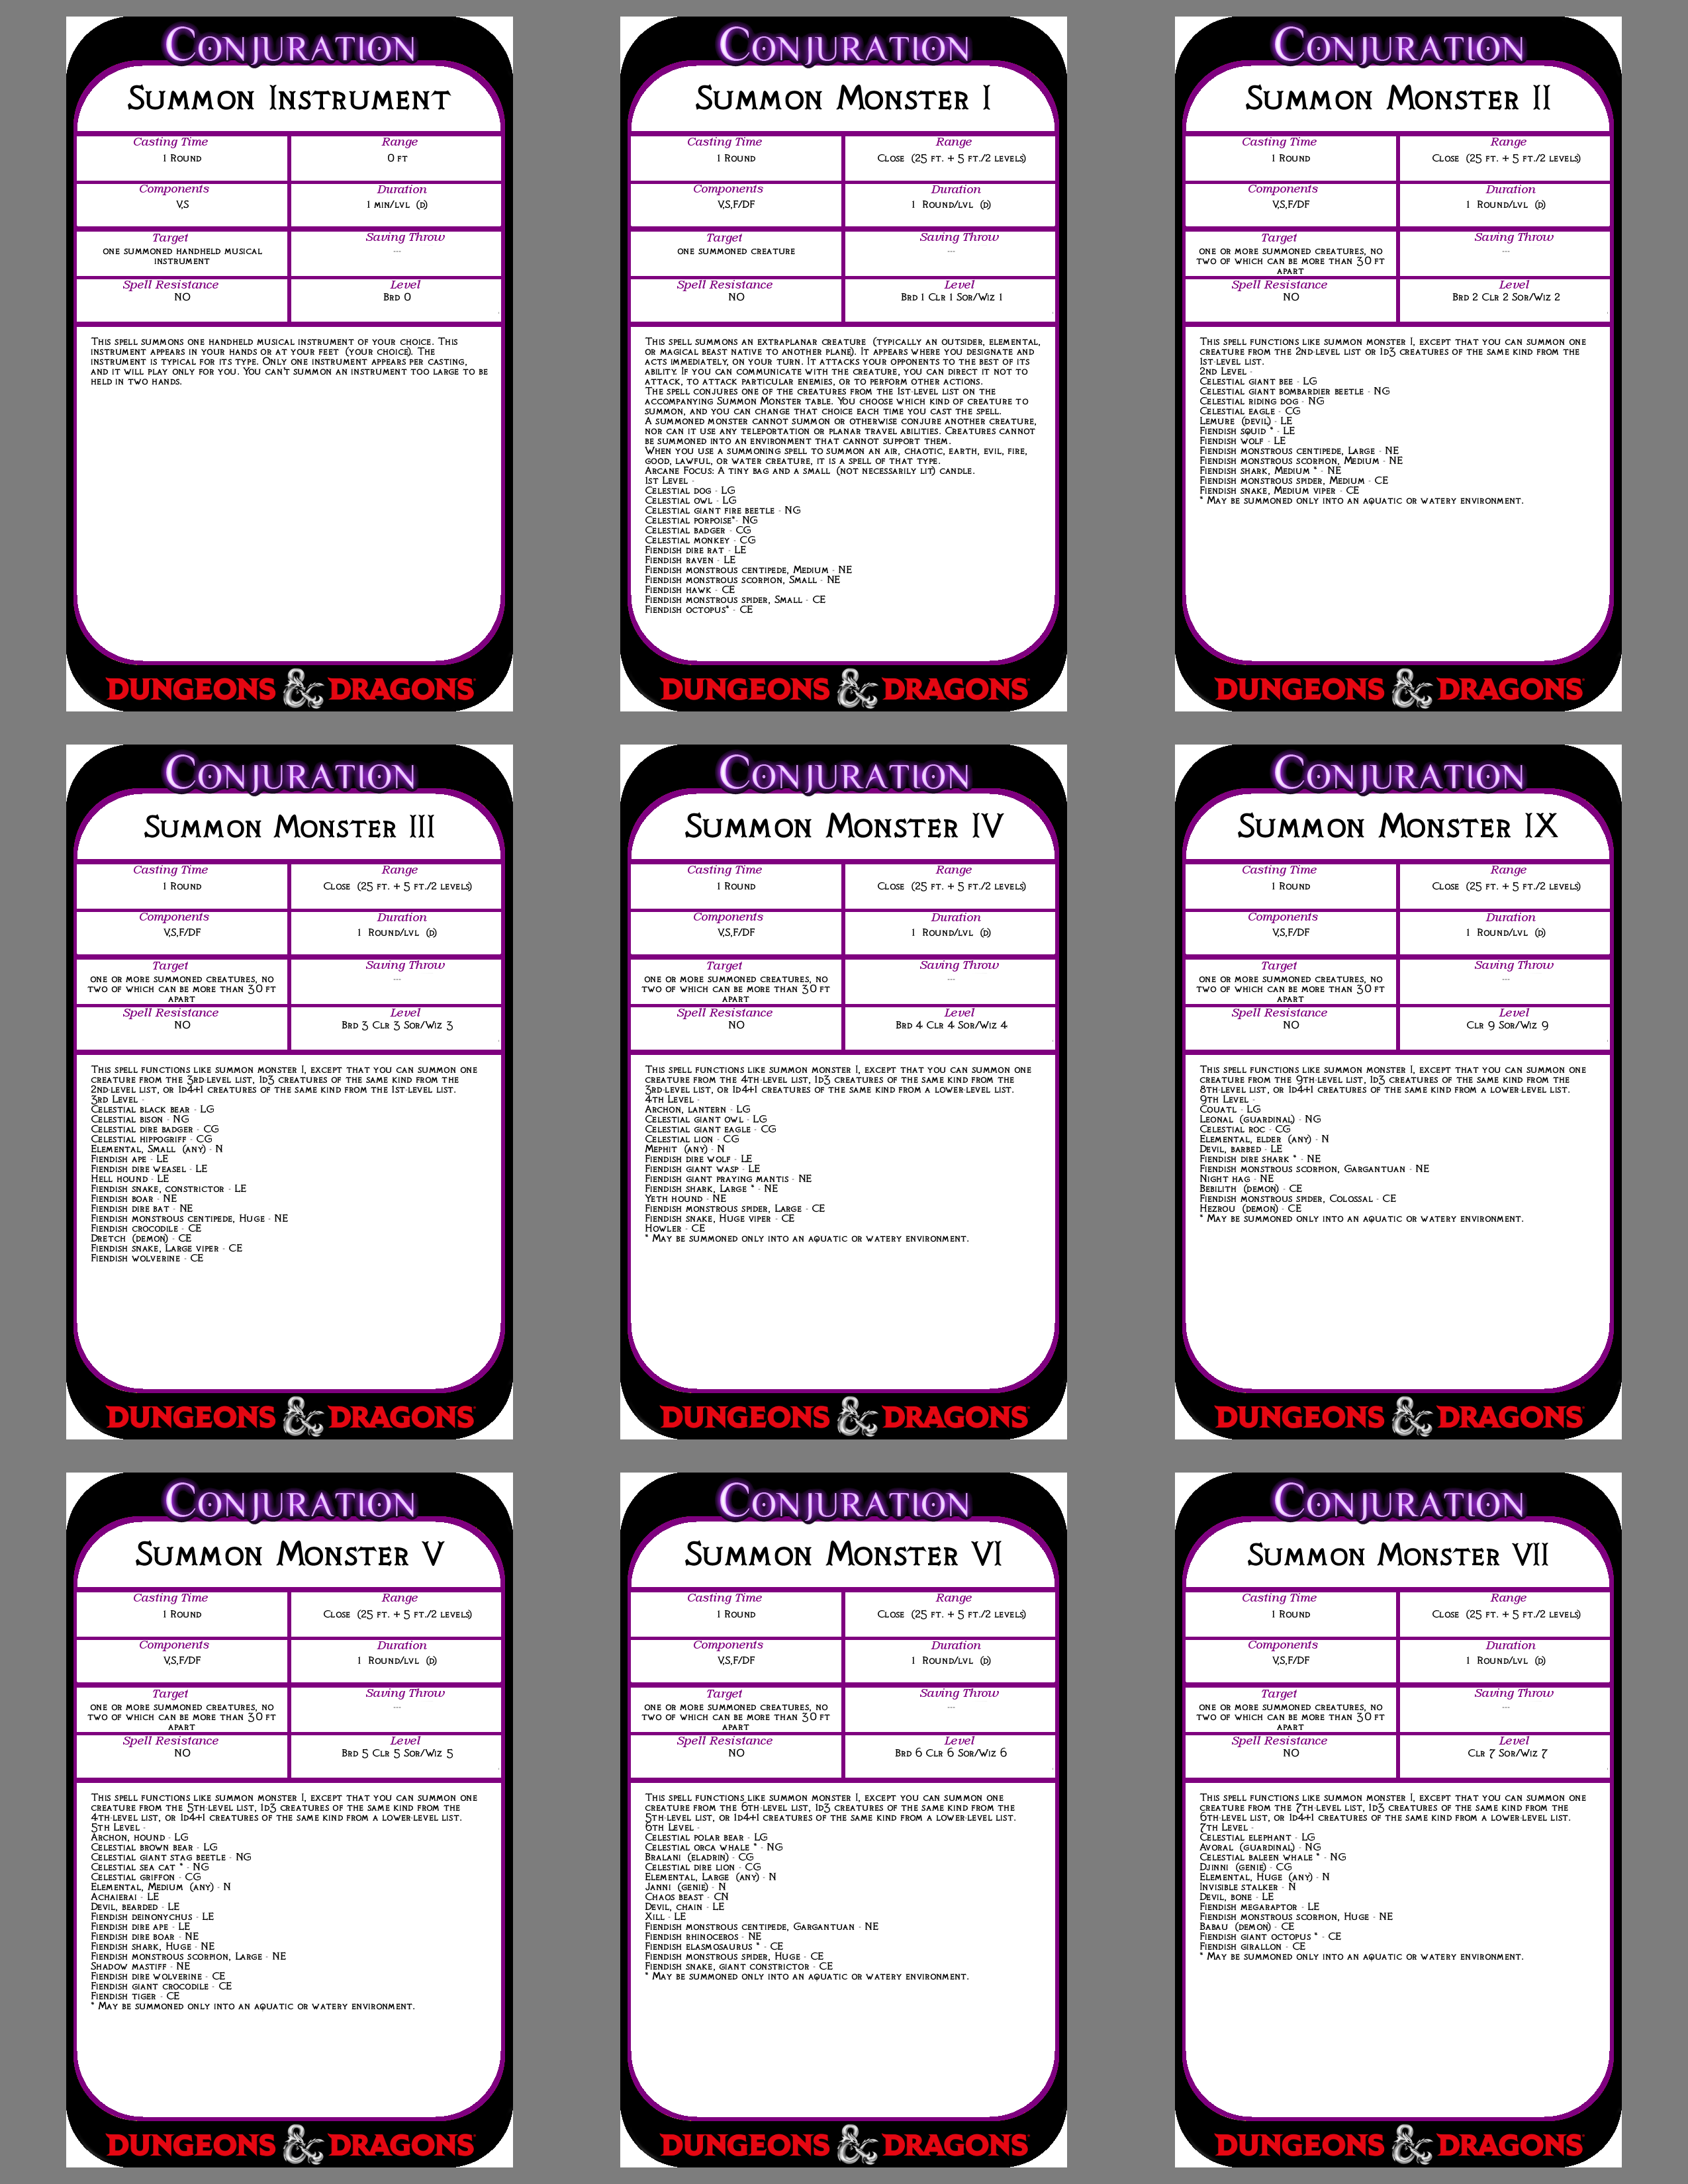 Conjuration
Summon Instrument
Casting Time
1 Round
Range
0 ft
Components
V,S
Duration
1 min/lvl (d)
Target
one summoned handheld musical
instrument
Saving Throw
---
Spell Resistance
NO
Level
Brd 0
This spell summons one handheld musical instrument of your choice. This
instrument appears in your hands or at your feet (your choice). The
instrument is typical for its type. Only one instrument appears per casting,
and it will play only for you. You can't summon an instrument too large to be
held in two hands.
DUNGEONS & DRAGONS
Conjuration
Summon Monster I
Casting Time
1 Round
Range
Close (25 ft. + 5 ft./2 levels)
Components
V,S,F/DF
Duration
1 Round/lvl (d)
Target
one summoned creature
Saving Throw
---
Spell Resistance
NO
Level
Brd 1 Clr 1 Sor/Wiz 1
This spell summons an extraplanar creature (typically an outsider, elemental,
or magical beast native to another plane). It appears where you designate and
acts immediately, on your turn. It attacks your opponents to the best of its
ability. If you can communicate with the creature, you can direct it not to
attack, to attack particular enemies, or to perform other actions.
The spell conjures one of the creatures from the 1st-level list on the
accompanying Summon Monster table. You choose which kind of creature to
summon, and you can change that choice each time you cast the spell.
A summoned monster cannot summon or otherwise conjure another creature,
nor can it use any teleportation or planar travel abilities. Creatures cannot
be summoned into an environment that cannot support them.
When you use a summoning spell to summon an air, chaotic, earth, evil, fire,
good, lawful, or water creature, it is a spell of that type.
Arcane Focus: A tiny bag and a small (not necessarily lit) candle.
1st Level -
Celestial dog - LG
Celestial owl - LG
Celestial giant fire beetle - NG
Celestial porpoise*- NG
Celestial badger - CG
Celestial monkey - CG
Fiendish dire rat - LE
Fiendish raven - LE
Fiendish monstrous centipede, Medium - NE
Fiendish monstrous scorpion, Small - NE
Fiendish hawk - CE
Fiendish monstrous spider, Small - CE
Fiendish octopus* - CE
DUNGEONS & DRAGONS
Conjuration
Summon Monster II
Casting Time
1 Round
Range
Close (25 ft. + 5 ft./2 levels)
Components
V,S,F/DF
Duration
1 Round/lvl (d)
Target
one or more summoned creatures, no
two of which can be more than 30 ft
apart
Saving Throw
---
Spell Resistance
NO
Level
Brd 2 Clr 2 Sor/Wiz 2
This spell functions like summon monster I, except that you can summon one
creature from the 2nd-level list or 1d3 creatures of the same kind from the
1st-level list.
2nd Level -
Celestial giant bee - LG
Celestial giant bombardier beetle - NG
Celestial riding dog - NG
Celestial eagle - CG
Lemure (devil) - LE
Fiendish squid * - LE
Fiendish wolf - LE
Fiendish monstrous centipede, Large - NE
Fiendish monstrous scorpion, Medium - NE
Fiendish shark, Medium * - NE
Fiendish monstrous spider, Medium - CE
Fiendish snake, Medium viper - CE
* May be summoned only into an aquatic or watery environment.
DUNGEONS & DRAGONS
Conjuration
Summon Monster III
Casting Time
1 Round
Range
Close (25 ft. + 5 ft./2 levels)
Components
V,S,F/DF
Duration
1 Round/lvl (d)
Target
one or more summoned creatures, no
two of which can be more than 30 ft
apart
Saving Throw
---
Spell Resistance
NO
Level
Brd 3 Clr 3 Sor/Wiz 3
This spell functions like summon monster I, except that you can summon one
creature from the 3rd-level list, 1d3 creatures of the same kind from the
2nd-level list, or 1d4+1 creatures of the same kind from the 1st-level list.
3rd Level -
Celestial black bear - LG
Celestial bison - NG
Celestial dire badger - CG
Celestial hippogriff - CG
Elemental, Small (any) - N
Fiendish ape - LE
Fiendish dire weasel - LE
Hell hound - LE
Fiendish snake, constrictor - LE
Fiendish boar - NE
Fiendish dire bat - NE
Fiendish monstrous centipede, Huge - NE
Fiendish crocodile - CE
Dretch (demon) - CE
Fiendish snake, Large viper - CE
Fiendish wolverine - CE
DUNGEONS & DRAGONS
Conjuration
Summon Monster IV
Casting Time
1 Round
Range
Close (25 ft. + 5 ft./2 levels)
Components
V,S,F/DF
Duration
1 Round/lvl (d)
Target
one or more summoned creatures, no
two of which can be more than 30 ft
apart
Saving Throw
---
Spell Resistance
NO
Level
Brd 4 Clr 4 Sor/Wiz 4
This spell functions like summon monster I, except that you can summon one
creature from the 4th-level list, 1d3 creatures of the same kind from the
3rd-level list, or 1d4+1 creatures of the same kind from a lower-level list.
4th Level -
Archon, lantern - LG
Celestial giant owl - LG
Celestial giant eagle - CG
Celestial lion - CG
Mephit (any) - N
Fiendish dire wolf - LE
Fiendish giant wasp - LE
Fiendish giant praying mantis - NE
Fiendish shark, Large * - NE
Yeth hound - NE
Fiendish monstrous spider, Large - CE
Fiendish snake, Huge viper - CE
Howler - CE
* May be summoned only into an aquatic or watery environment.
DUNGEONS & DRAGONS
Conjuration
Summon Monster IX
Casting Time
1 Round
Range
Close (25 ft. + 5 ft./2 levels)
Components
V,S,F/DF
Duration
1 Round/lvl (d)
Target
one or more summoned creatures, no
two of which can be more than 30 ft
apart
Saving Throw
---
Spell Resistance
NO
Level
Clr 9 Sor/Wiz 9
This spell functions like summon monster I, except that you can summon one
creature from the 9th-level list, 1d3 creatures of the same kind from the
8th-level list, or 1d4+1 creatures of the same kind from a lower-level list.
9th Level -
Couatl - LG
Leonal (guardinal) - NG
Celestial roc - CG
Elemental, elder (any) - N
Devil, barbed - LE
Fiendish dire shark * - NE
Fiendish monstrous scorpion, Gargantuan - NE
Night hag - NE
Bebilith (demon) - CE
Fiendish monstrous spider, Colossal - CE
Hezrou (demon) - CE
* May be summoned only into an aquatic or watery environment.
DUNGEONS & DRAGONS
Conjuration
Summon Monster V
Casting Time
1 Round
Range
Close (25 ft. + 5 ft./2 levels)
Components
V,S,F/DF
Duration
1 Round/lvl (d)
Target
one or more summoned creatures, no
two of which can be more than 30 ft
apart
Saving Throw
---
Spell Resistance
NO
Level
Brd 5 Clr 5 Sor/Wiz 5
This spell functions like summon monster I, except that you can summon one
creature from the 5th-level list, 1d3 creatures of the same kind from the
4th-level list, or 1d4+1 creatures of the same kind from a lower-level list.
5th Level -
Archon, hound - LG
Celestial brown bear - LG
Celestial giant stag beetle - NG
Celestial sea cat * - NG
Celestial griffon - CG
Elemental, Medium (any) - N
Achaierai - LE
Devil, bearded - LE
Fiendish deinonychus - LE
Fiendish dire ape - LE
Fiendish dire boar - NE
Fiendish shark, Huge - NE
Fiendish monstrous scorpion, Large - NE
Shadow mastiff - NE
Fiendish dire wolverine - CE
Fiendish giant crocodile - CE
Fiendish tiger - CE
* May be summoned only into an aquatic or watery environment.
DUNGEONS & DRAGONS
Conjuration
Summon Monster VI
Casting Time
1 Round
Range
Close (25 ft. + 5 ft./2 levels)
Components
V,S,F/DF
Duration
1 Round/lvl (d)
Target
one or more summoned creatures, no
two of which can be more than 30 ft
apart
Saving Throw
---
Spell Resistance
NO
Level
Brd 6 Clr 6 Sor/Wiz 6
This spell functions like summon monster I, except that you can summon one
creature from the 6th-level list, 1d3 creatures of the same kind from the
5th-level list, or 1d4+1 creatures of the same kind from a lower-level list.
6th Level -
Celestial polar bear - LG
Celestial orca whale * - NG
Bralani (eladrin) - CG
Celestial dire lion - CG
Elemental, Large (any) - N
Janni (genie) - N
Chaos beast - CN
Devil, chain - LE
Xill - LE
Fiendish monstrous centipede, Gargantuan - NE
Fiendish rhinoceros - NE
Fiendish elasmosaurus * - CE
Fiendish monstrous spider, Huge - CE
Fiendish snake, giant constrictor - CE
* May be summoned only into an aquatic or watery environment.
DUNGEONS & DRAGONS
Conjuration
Summon Monster VII
Casting Time
1 Round
Range
Close (25 ft. + 5 ft./2 levels)
Components
V,S,F/DF
Duration
1 Round/lvl (d)
Target
one or more summoned creatures, no
two of which can be more than 30 ft
apart
Saving Throw
---
Spell Resistance
NO
Level
Clr 7 Sor/Wiz 7
This spell functions like summon monster I, except that you can summon one
creature from the 7th-level list, 1d3 creatures of the same kind from the
6th-level list, or 1d4+1 creatures of the same kind from a lower-level list.
7th Level -
Celestial elephant - LG
Avoral (guardinal) - NG
Celestial baleen whale * - NG
Djinni (genie) - CG
Elemental, Huge (any) - N
Invisible stalker - N
Devil, bone - LE
Fiendish megaraptor - LE
Fiendish monstrous scorpion, Huge - NE
Babau (demon) - CE
Fiendish giant octopus * - CE
Fiendish girallon - CE
* May be summoned only into an aquatic or watery environment.
DUNGEONS & DRAGONS